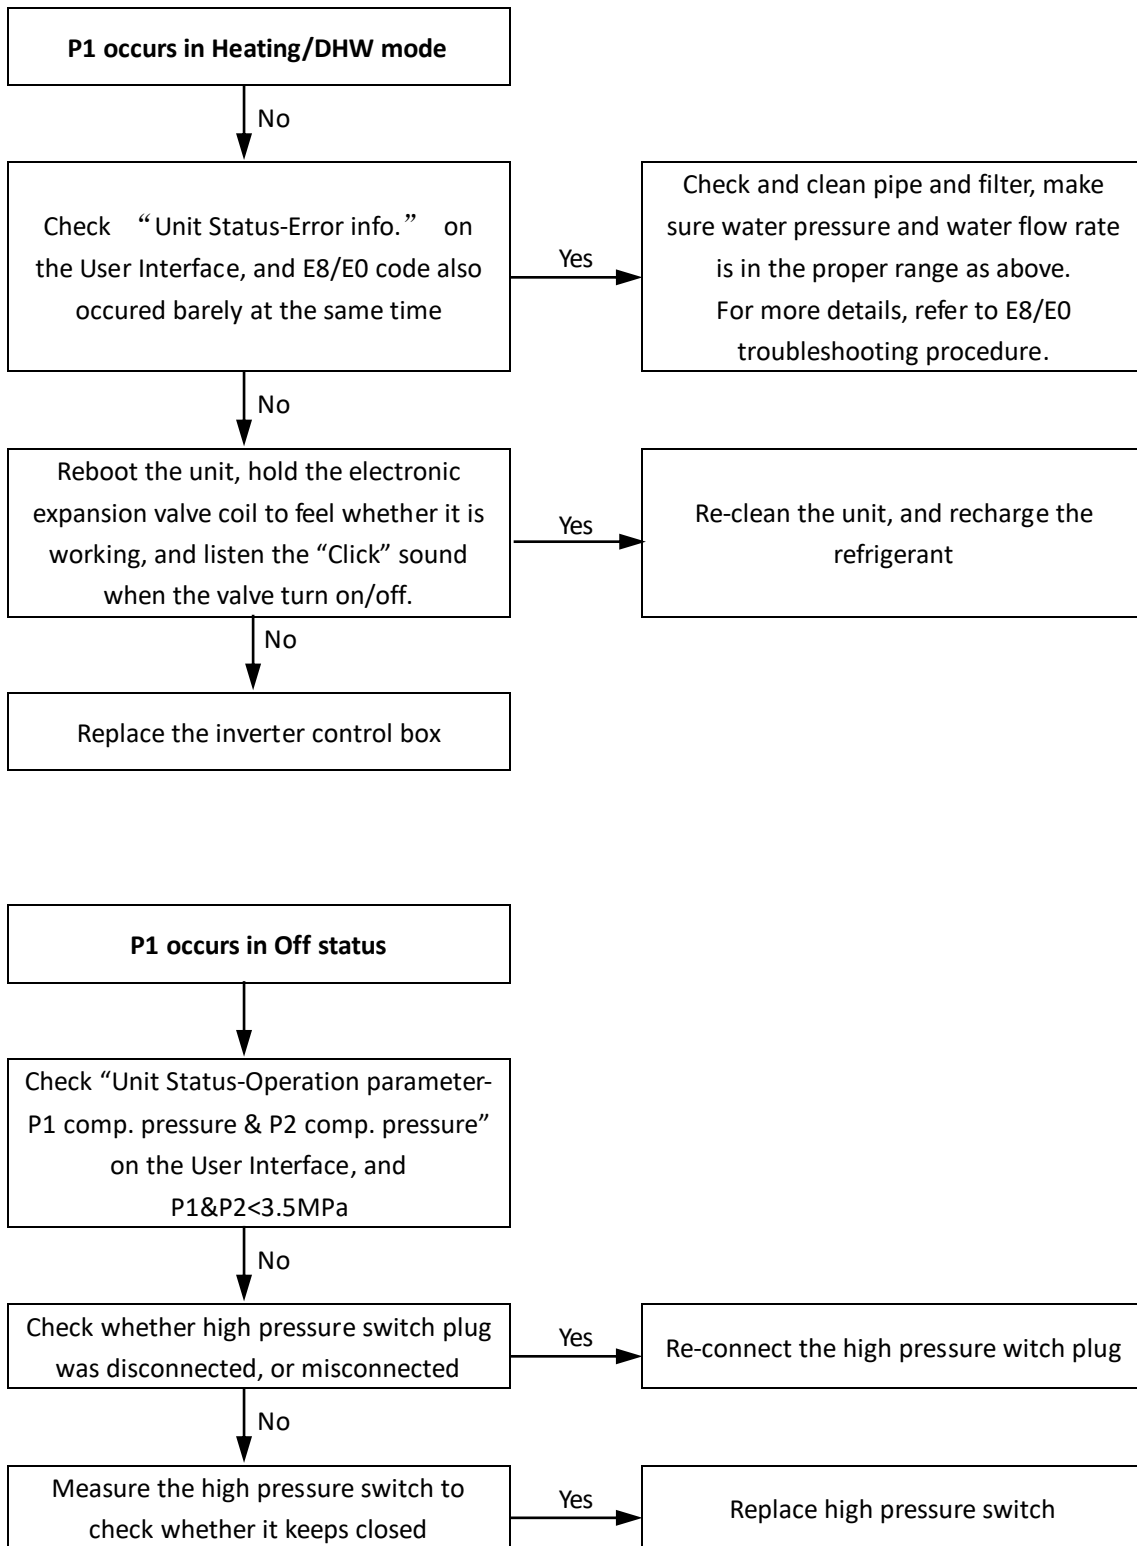 P1 occurs in Heating/DHW mode
No
Check “Unit Status-Error info.” on
the User Interface, and E8/E0 code also
occured barely at the same time
Yes
Check and clean pipe and filter, make
sure water pressure and water flow rate
is in the proper range as above.
For more details, refer to E8/E0
troubleshooting procedure.
No
Reboot the unit, hold the electronic
expansion valve coil to feel whether it is
working, and listen the “Click” sound
when the valve turn on/off.
Yes
Re-clean the unit, and recharge the
refrigerant
No
Replace the inverter control box
P1 occurs in Off status
Check “Unit Status-Operation parameter-
P1 comp. pressure & P2 comp. pressure”
on the User Interface, and
P1&P2<3.5MPa
No
Check whether high pressure switch plug
was disconnected, or misconnected
Yes
Re-connect the high pressure witch plug
No
Measure the high pressure switch to
check whether it keeps closed
Yes
Replace high pressure switch